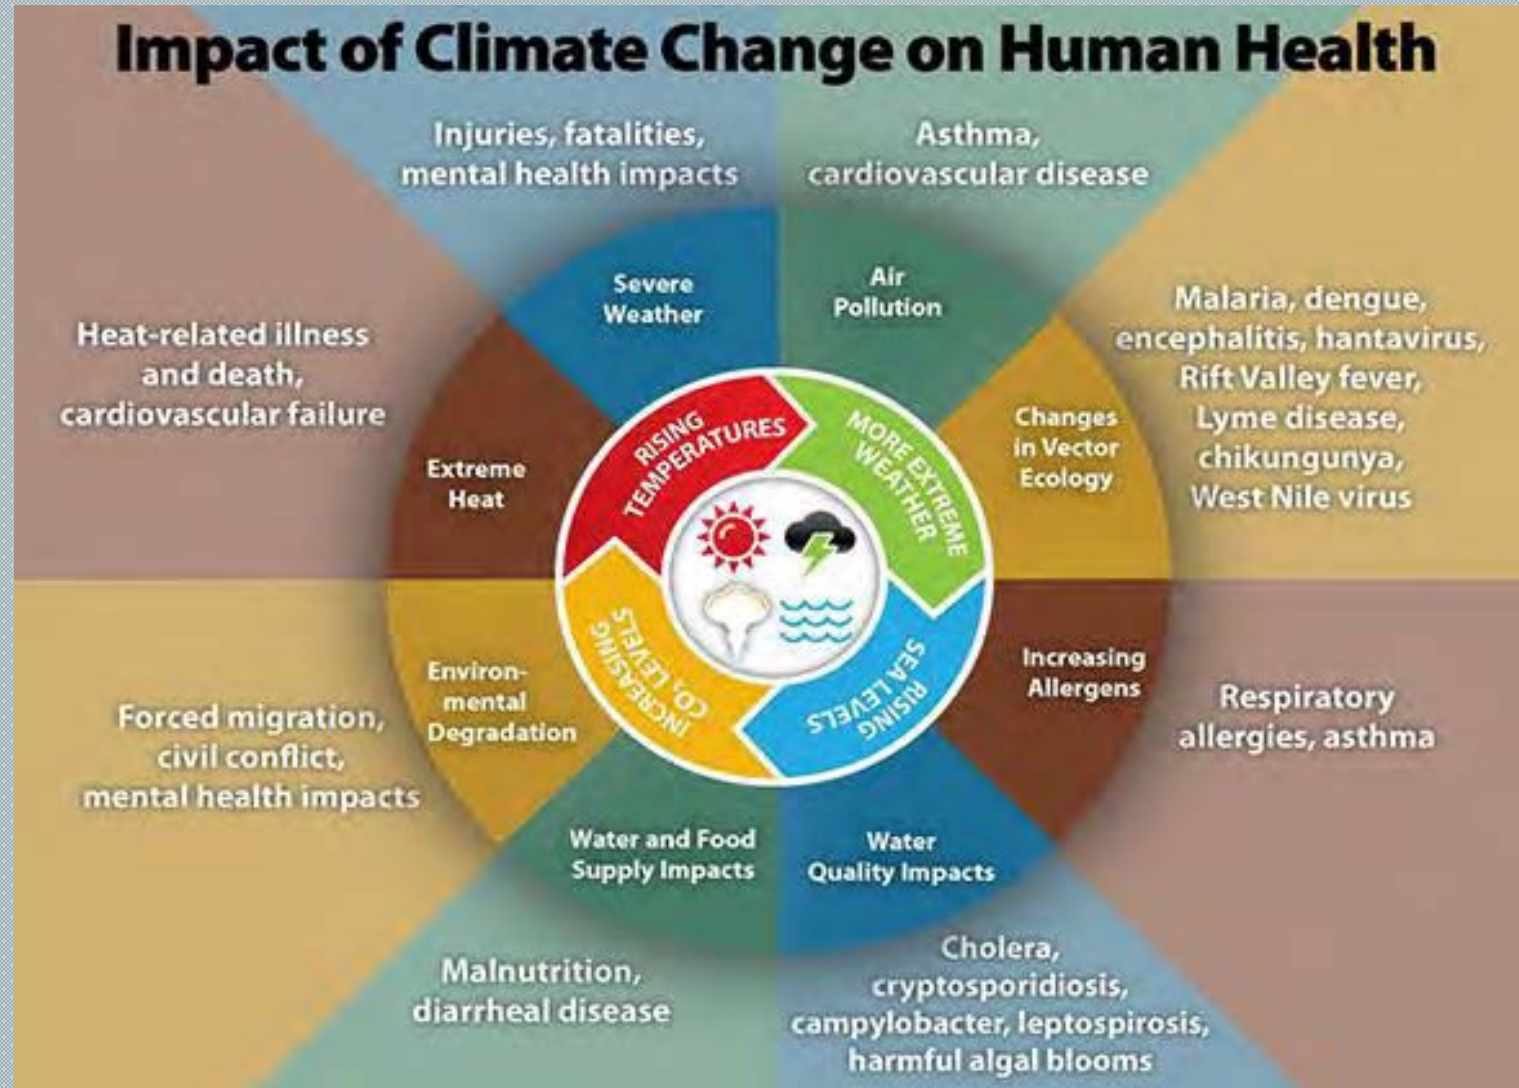 Impact of Climate Change on Human Health
Injuries, fatalities,
mental health impacts
Asthma,
cardiovascular disease
Severe
Weather
Air
Pollution
Heat-related illness
and death,
cardiovascular failure
Extreme
Heat
Changes
in Vector
Ecology
Malaria, dengue,
encephalitis, hantavirus,
Rift Valley fever,
Lyme disease,
chikungunya,
West Nile virus
RISING
TEMPERATURES
MORE EXTREME
WEATHER
INCREASING
CO₂ LEVELS
RISING
SEA LEVELS
Environ-
mental
Degradation
Increasing
Allergens
Forced migration,
civil conflict,
mental health impacts
Respiratory
allergies, asthma
Water and Food
Supply Impacts
Water
Quality Impacts
Malnutrition,
diarrheal disease
Cholera,
cryptosporidiosis,
campylobacter, leptospirosis,
harmful algal blooms